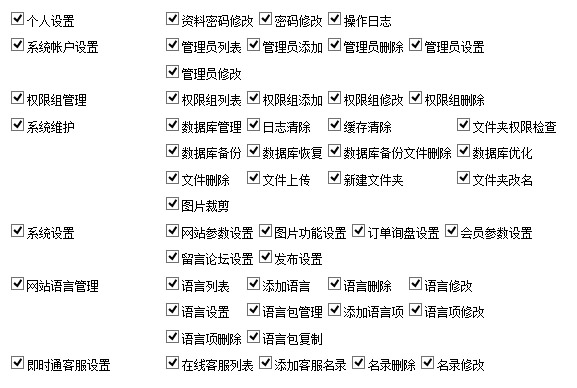 个人设置 资料密码修改 密码修改 操作日志
系统帐户设置 管理员列表 管理员添加 管理员删除 管理员设置
管理员修改
权限组管理 权限组列表 权限组添加 权限组修改 权限组删除
系统维护 数据库管理 日志清除 缓存清除 文件夹权限检查
数据库备份 数据库恢复 数据库备份文件删除 数据库优化
文件删除 文件上传 新建文件夹 文件夹改名
图片裁剪
系统设置 网站参数设置 图片功能设置 订单询盘设置 会员参数设置
留言论坛设置 发布设置
网站语言管理 语言列表 添加语言 语言删除 语言修改
语言设置 语言包管理 添加语言项 语言项修改
语言项删除 语言包复制
即时通客服设置 在线客服列表 添加客服名录 名录删除 名录修改